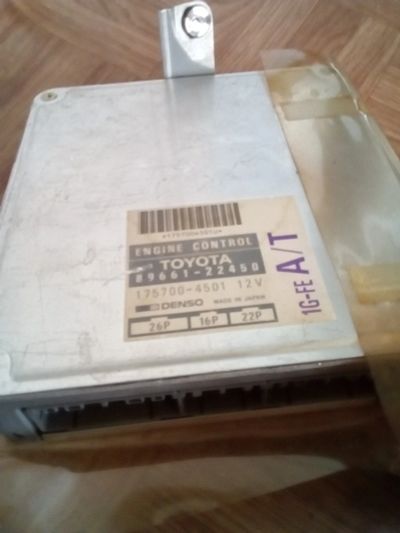 ENGINE CONTROL
TOYOTA
89661-22450
175700-4501 12V
DENSO MADE IN JAPAN
26P 16P 22P
1G-FE A/T